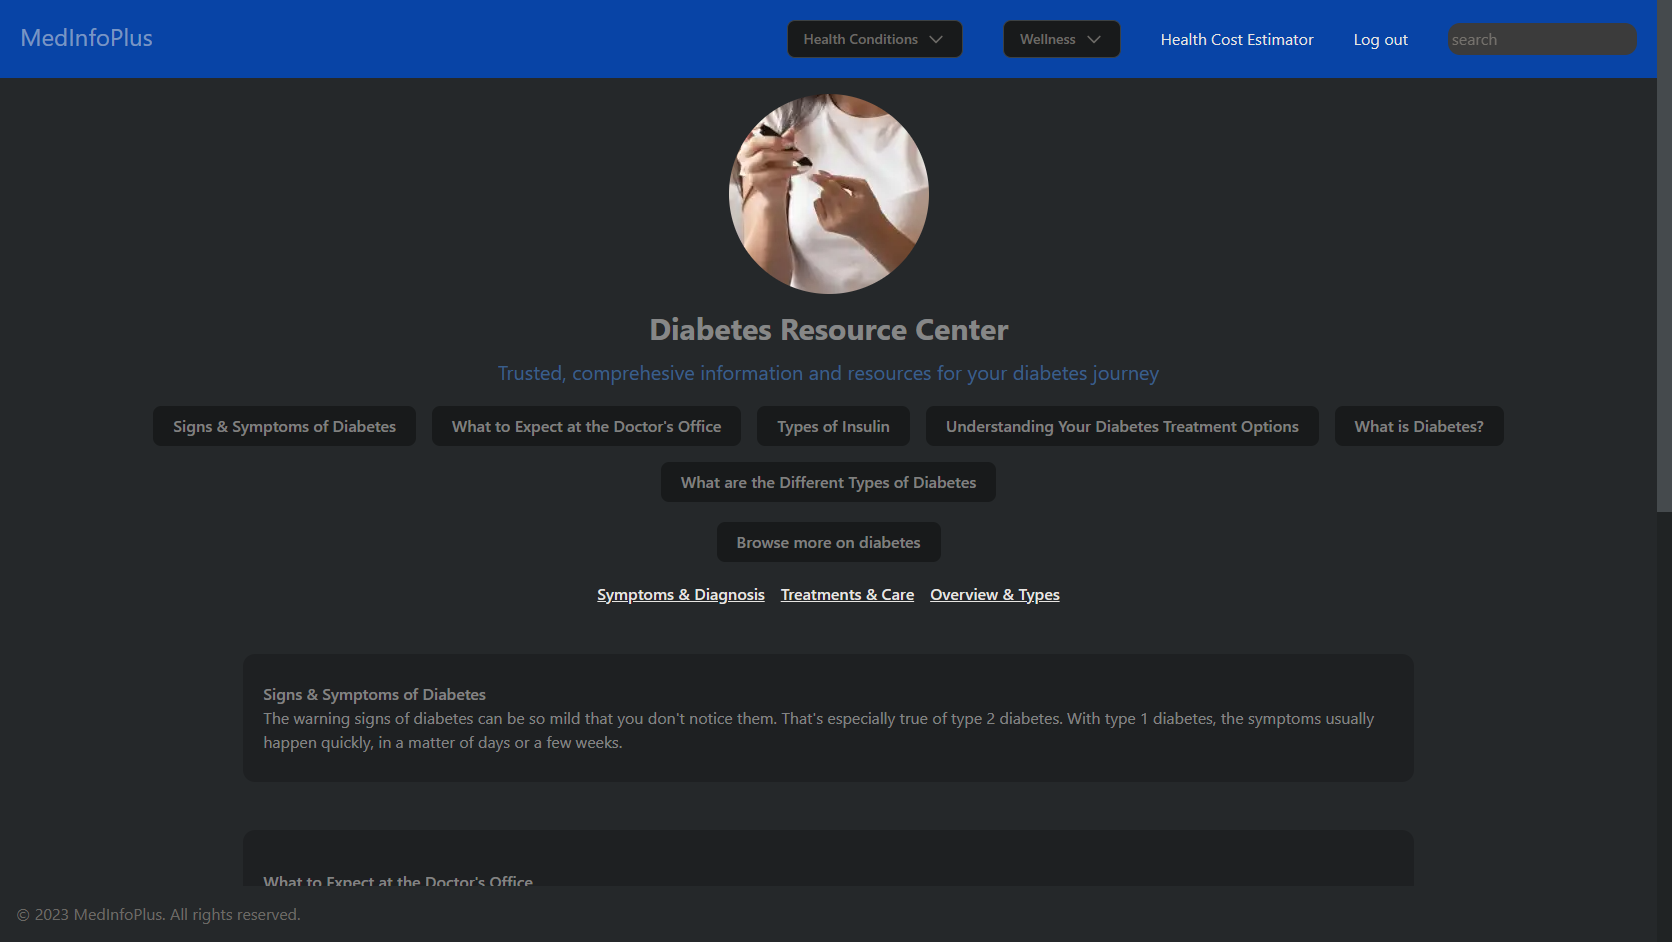 MedInfoPlus
Health Conditions
Wellness
Health Cost Estimator
Log out
search
Diabetes Resource Center
Trusted, comprehesive information and resources for your diabetes journey
Signs & Symptoms of Diabetes
What to Expect at the Doctor's Office
Types of Insulin
Understanding Your Diabetes Treatment Options
What is Diabetes?
What are the Different Types of Diabetes
Browse more on diabetes
Symptoms & Diagnosis
Treatments & Care
Overview & Types
Signs & Symptoms of Diabetes
The warning signs of diabetes can be so mild that you don't notice them. That's especially true of type 2 diabetes. With type 1 diabetes, the symptoms usually
happen quickly, in a matter of days or a few weeks.
What to Expect at the Doctor's Office
© 2023 MedInfoPlus. All rights reserved.